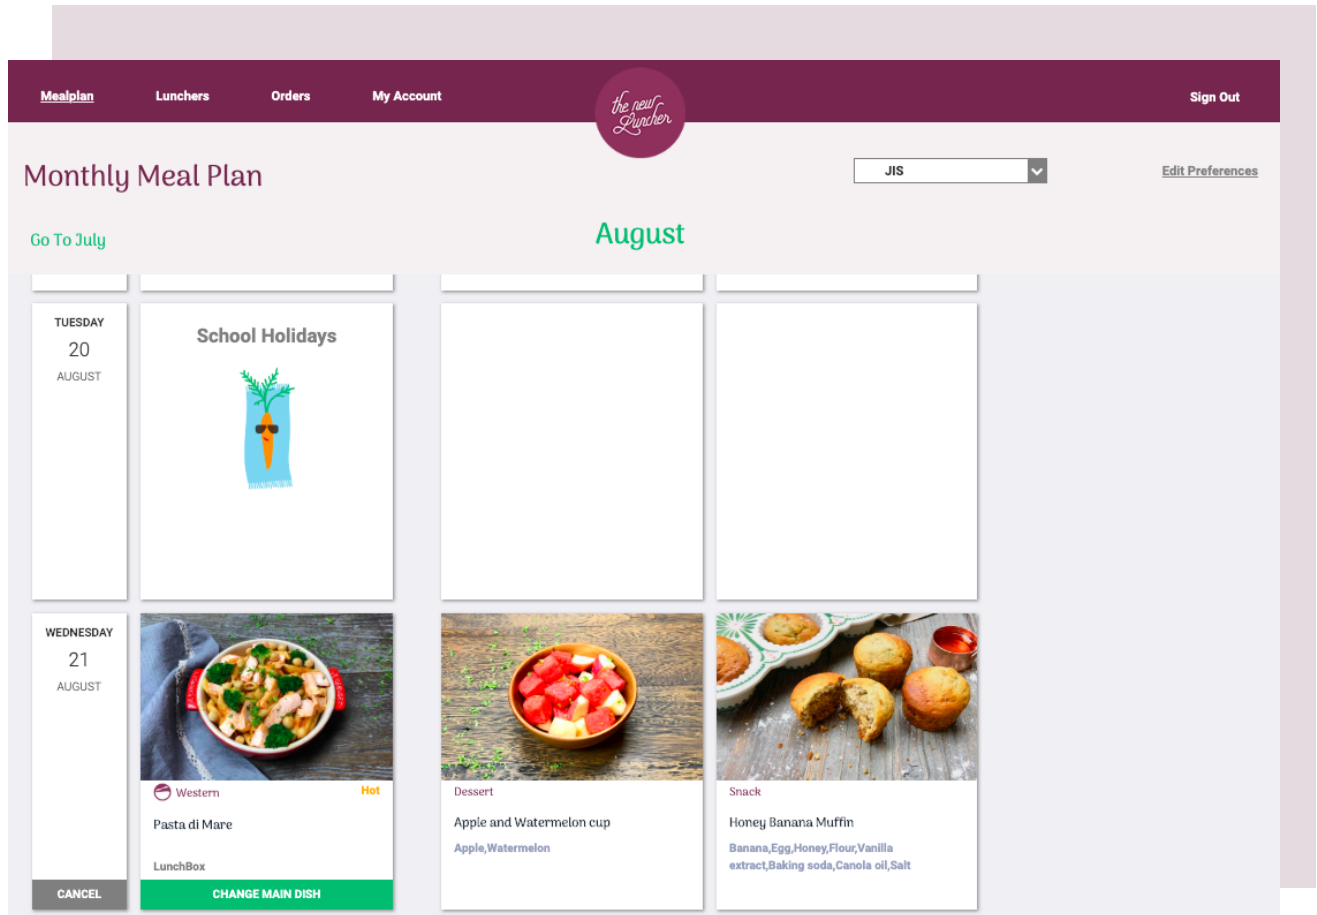 Mealplan
Lunchers
Orders
My Account
the new
Luncher
Sign Out
Monthly Meal Plan
JIS
Edit Preferences
Go To July
August
TUESDAY
20
AUGUST
School Holidays
WEDNESDAY
21
AUGUST
CANCEL
Western
Hot
Pasta di Mare
LunchBox
CHANGE MAIN DISH
Dessert
Apple and Watermelon cup
Apple,Watermelon
Snack
Honey Banana Muffin
Banana,Egg,Honey,Flour,Vanilla
extract,Baking soda,Canola oil,Salt